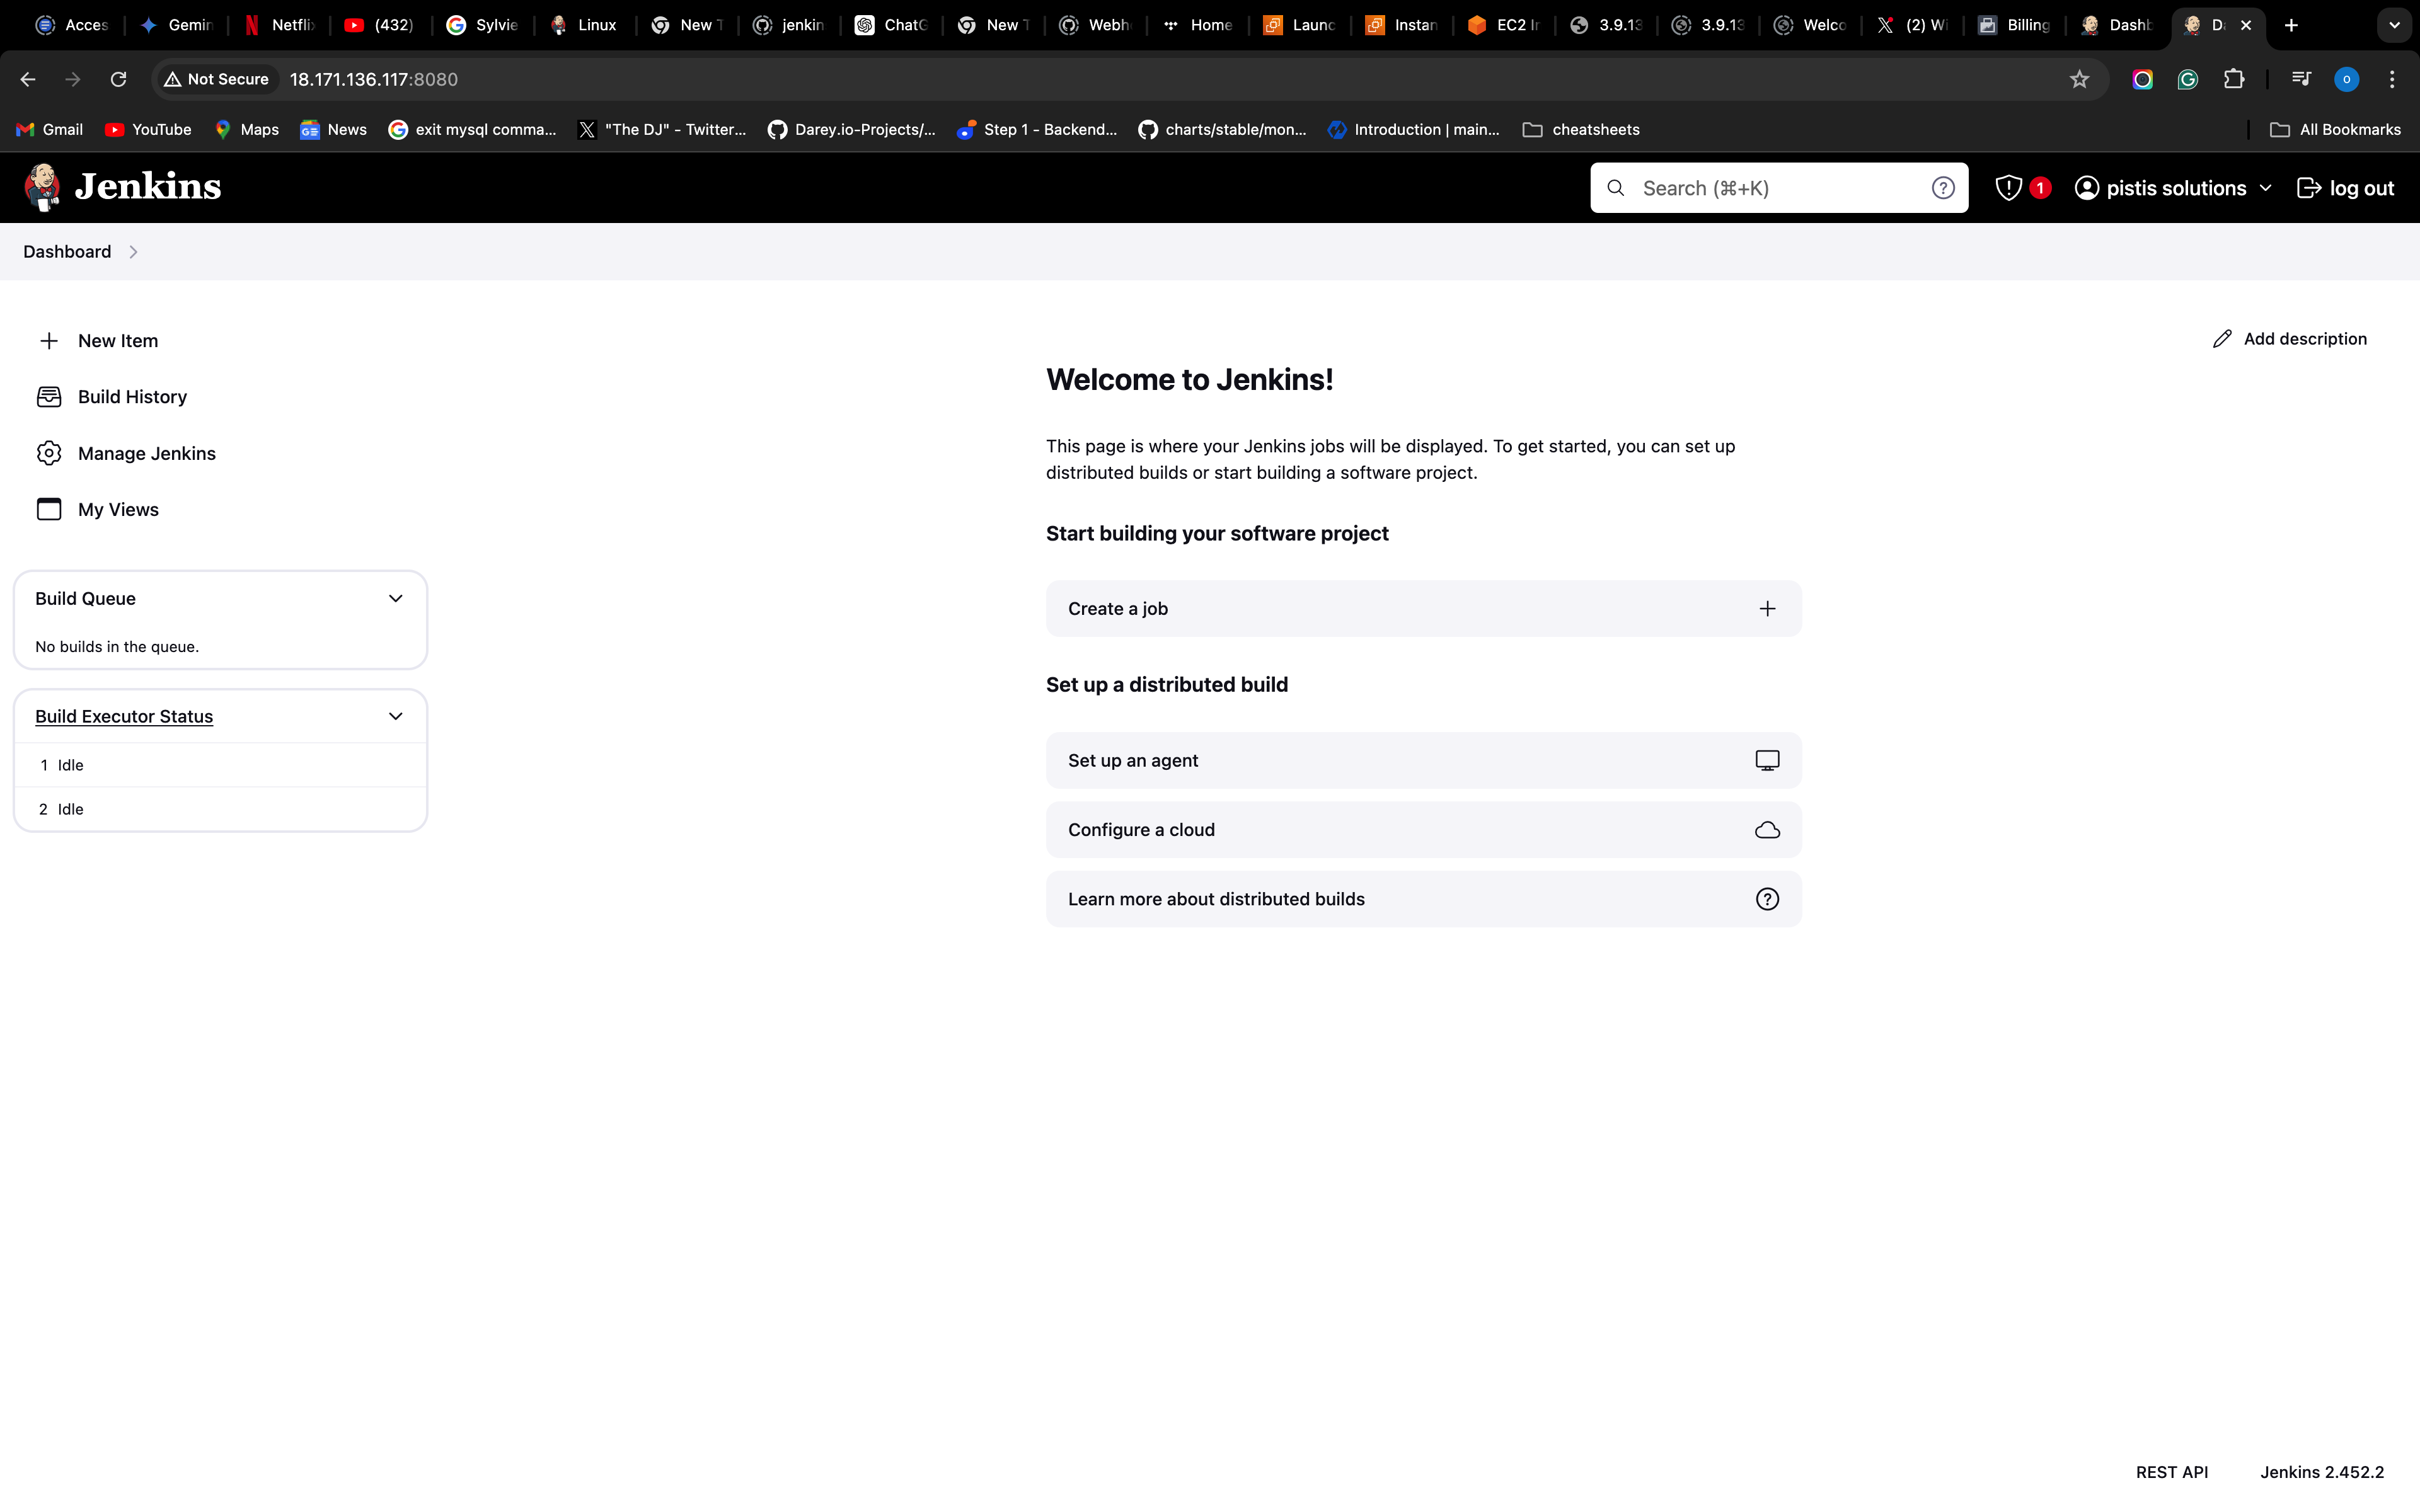 Acces Gemin Netflix (432) Sylvie Linux New T jenkin ChatG New T Webh Home Launc Instan EC2 In 3.9.13 3.9.13 Welco (2) Wi Billing Dashb Da
Not Secure 18.171.136.117:8080 o
Gmail YouTube Maps News exit mysql comma... "The DJ" - Twitter... Darey.io-Projects/... Step 1 - Backend... charts/stable/mon... Introduction | main... cheatsheets All Bookmarks
Jenkins Search (⌘+K) 1 pistis solutions log out
Dashboard
New Item
Build History
Manage Jenkins
My Views
Build Queue
No builds in the queue.
Build Executor Status
1 Idle
2 Idle
Add description
Welcome to Jenkins!
This page is where your Jenkins jobs will be displayed. To get started, you can set up
distributed builds or start building a software project.
Start building your software project
Create a job
Set up a distributed build
Set up an agent
Configure a cloud
Learn more about distributed builds
REST API Jenkins 2.452.2